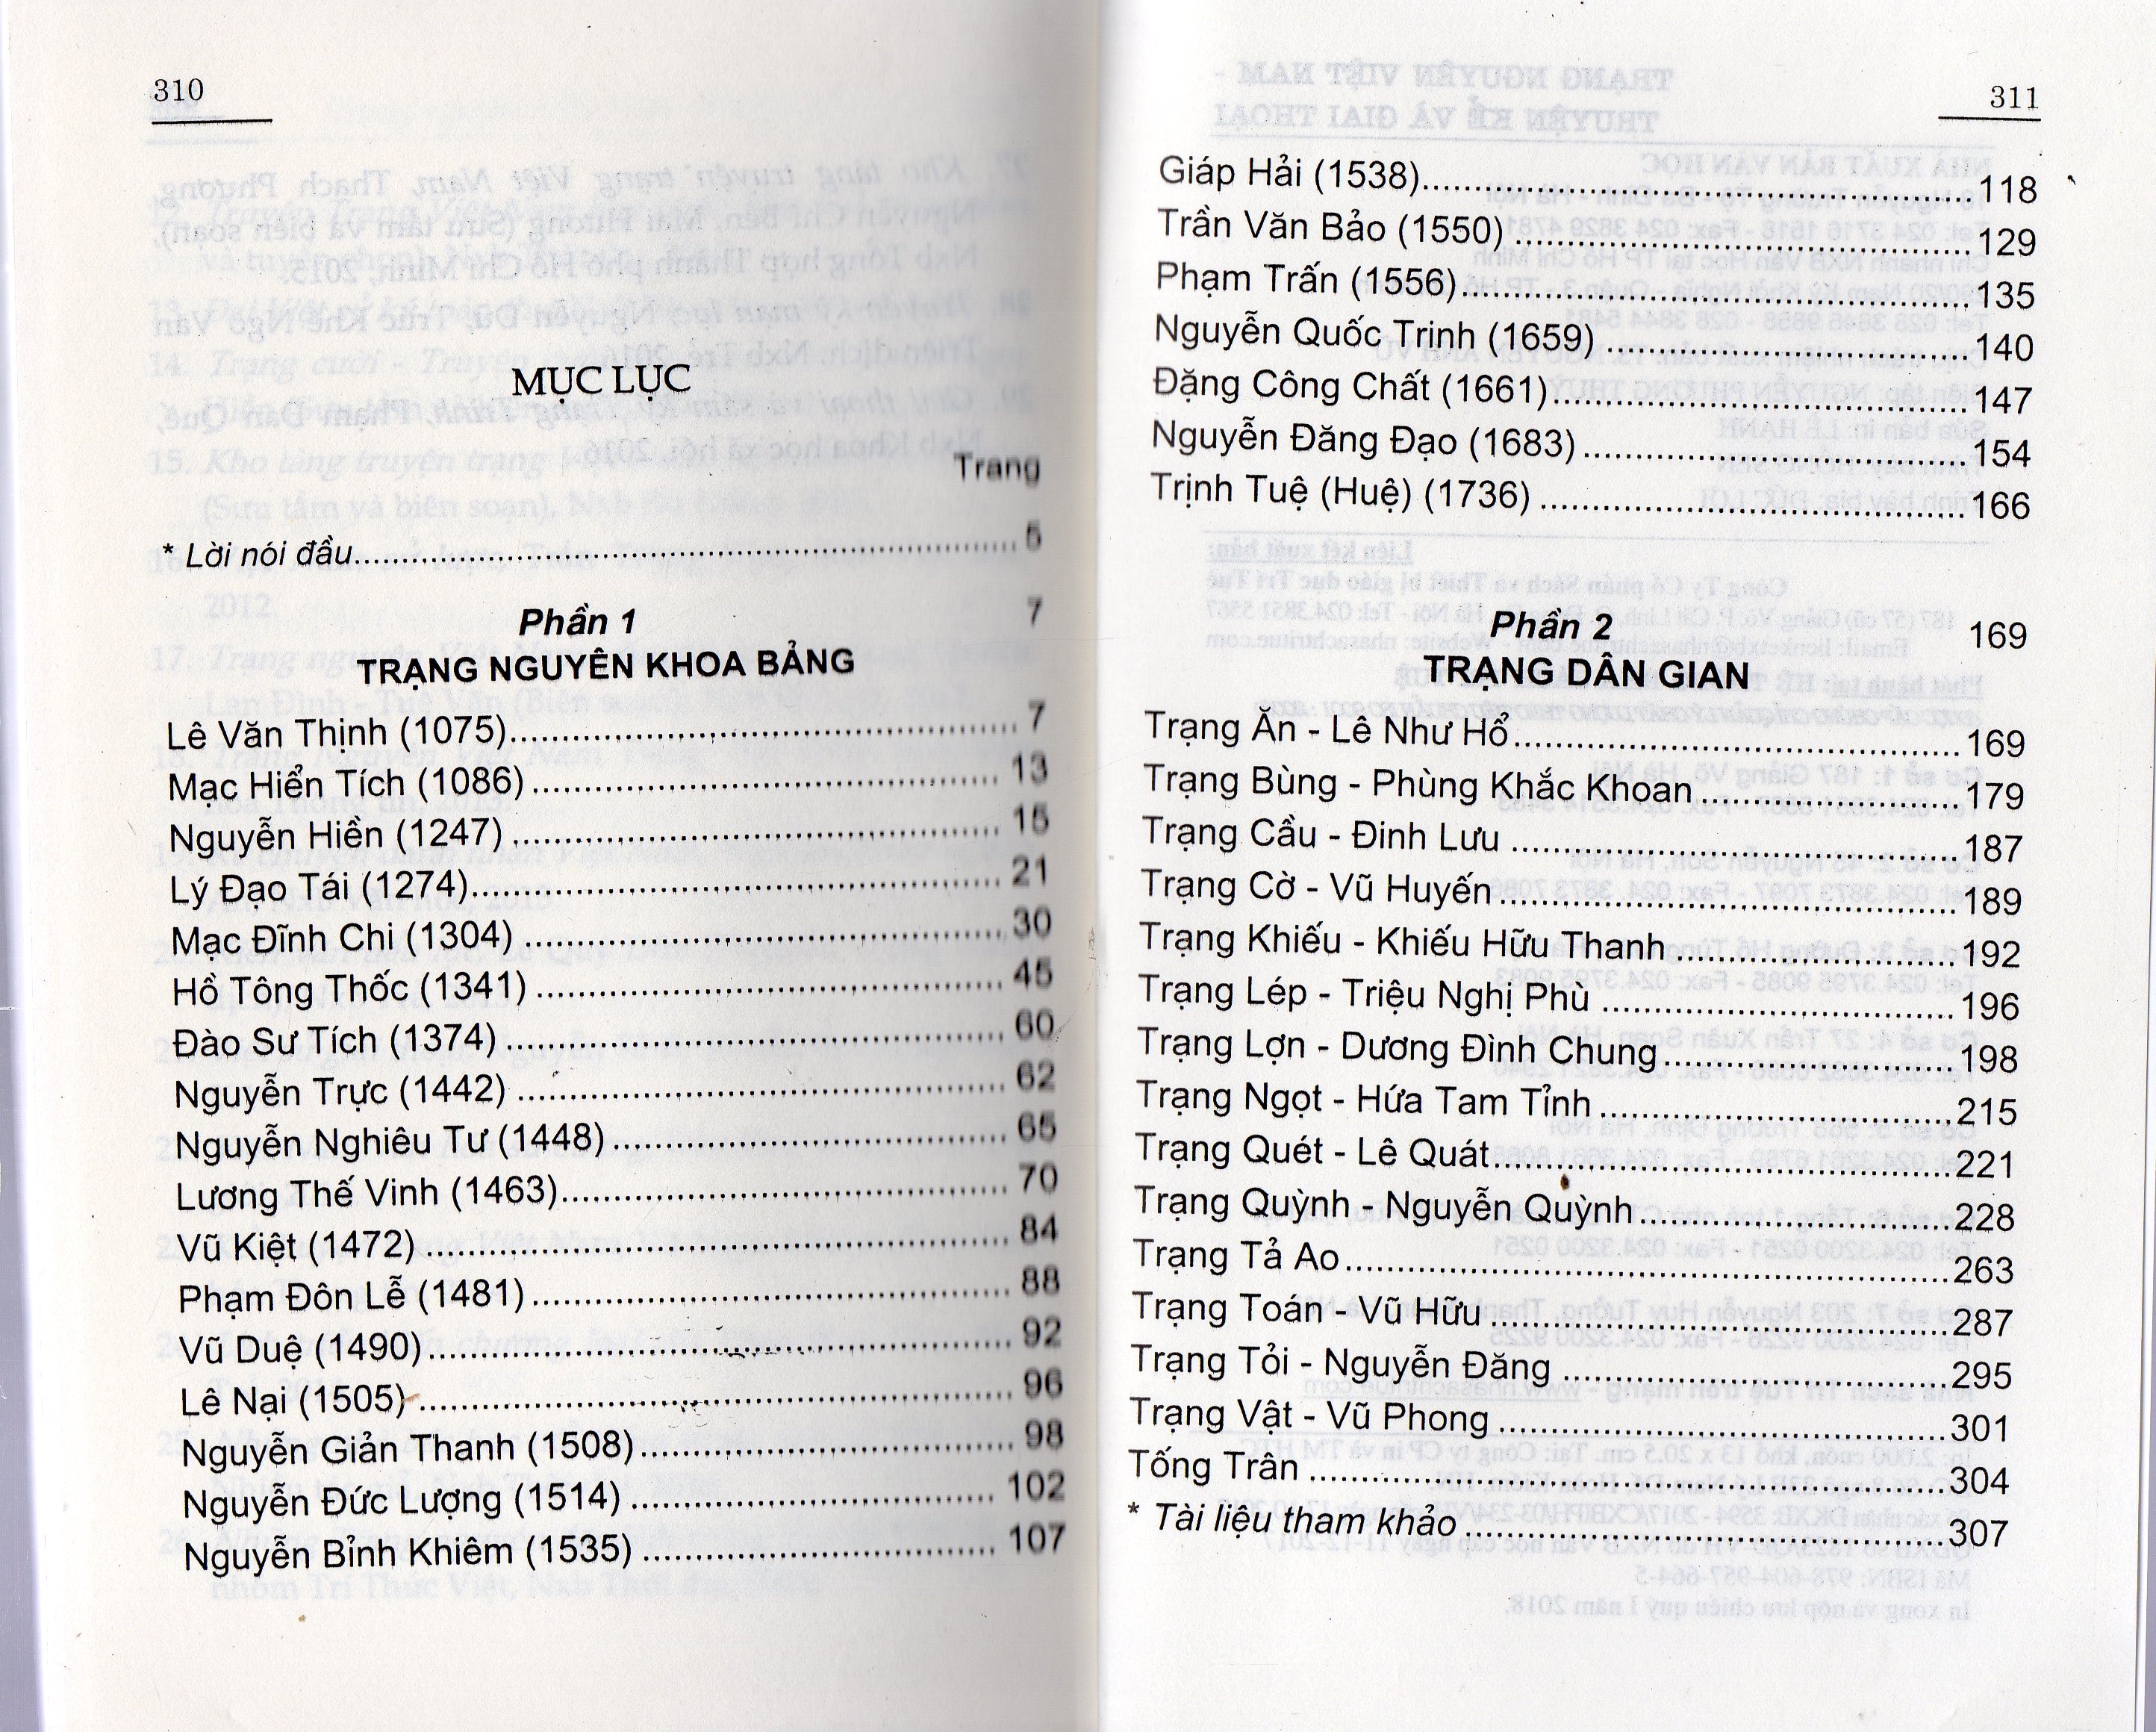 310
MỤC LỤC
Trang
* Lời nói đầu.................... 5
Phần 1 7
TRẠNG NGUYÊN KHOA BẢNG
Lê Văn Thịnh (1075).................... 7
Mạc Hiển Tích (1086).................... 13
Nguyễn Hiền (1247).................... 15
Lý Đạo Tái (1274).................... 21
Mạc Đĩnh Chi (1304).................... 30
Hồ Tông Thốc (1341).................... 45
Đào Sư Tích (1374).................... 60
Nguyễn Trực (1442).................... 62
Nguyễn Nghiêu Tư (1448).................... 65
Lương Thế Vinh (1463).................... 70
Vũ Kiệt (1472).................... 84
Phạm Đôn Lễ (1481).................... 88
Vũ Duệ (1490).................... 92
Lê Nại (1505).................... 96
Nguyễn Giản Thanh (1508).................... 98
Nguyễn Đức Lượng (1514).................... 102
Nguyễn Bỉnh Khiêm (1535).................... 107
311
Giáp Hải (1538).................... 118
Trần Văn Bảo (1550).................... 129
Phạm Trấn (1556).................... 135
Nguyễn Quốc Trinh (1659).................... 140
Đặng Công Chất (1661).................... 147
Nguyễn Đăng Đạo (1683).................... 154
Trịnh Tuệ (Huệ) (1736).................... 166
Phần 2 169
TRẠNG DÂN GIAN
Trạng Ăn - Lê Như Hổ.................... 169
Trạng Bùng - Phùng Khắc Khoan.................... 179
Trạng Cầu - Đinh Lưu.................... 187
Trạng Cờ - Vũ Huyến.................... 189
Trạng Khiếu - Khiếu Hữu Thanh.................... 192
Trạng Lép - Triệu Nghị Phù.................... 196
Trạng Lợn - Dương Đình Chung.................... 198
Trạng Ngọt - Hứa Tam Tỉnh.................... 215
Trạng Quét - Lê Quát.................... 221
Trạng Quỳnh - Nguyễn Quỳnh.................... 228
Trạng Tả Ao.................... 263
Trạng Toán - Vũ Hữu.................... 287
Trạng Tỏi - Nguyễn Đăng.................... 295
Trạng Vật - Vũ Phong.................... 301
Tống Trân.................... 304
* Tài liệu tham khảo.................... 307